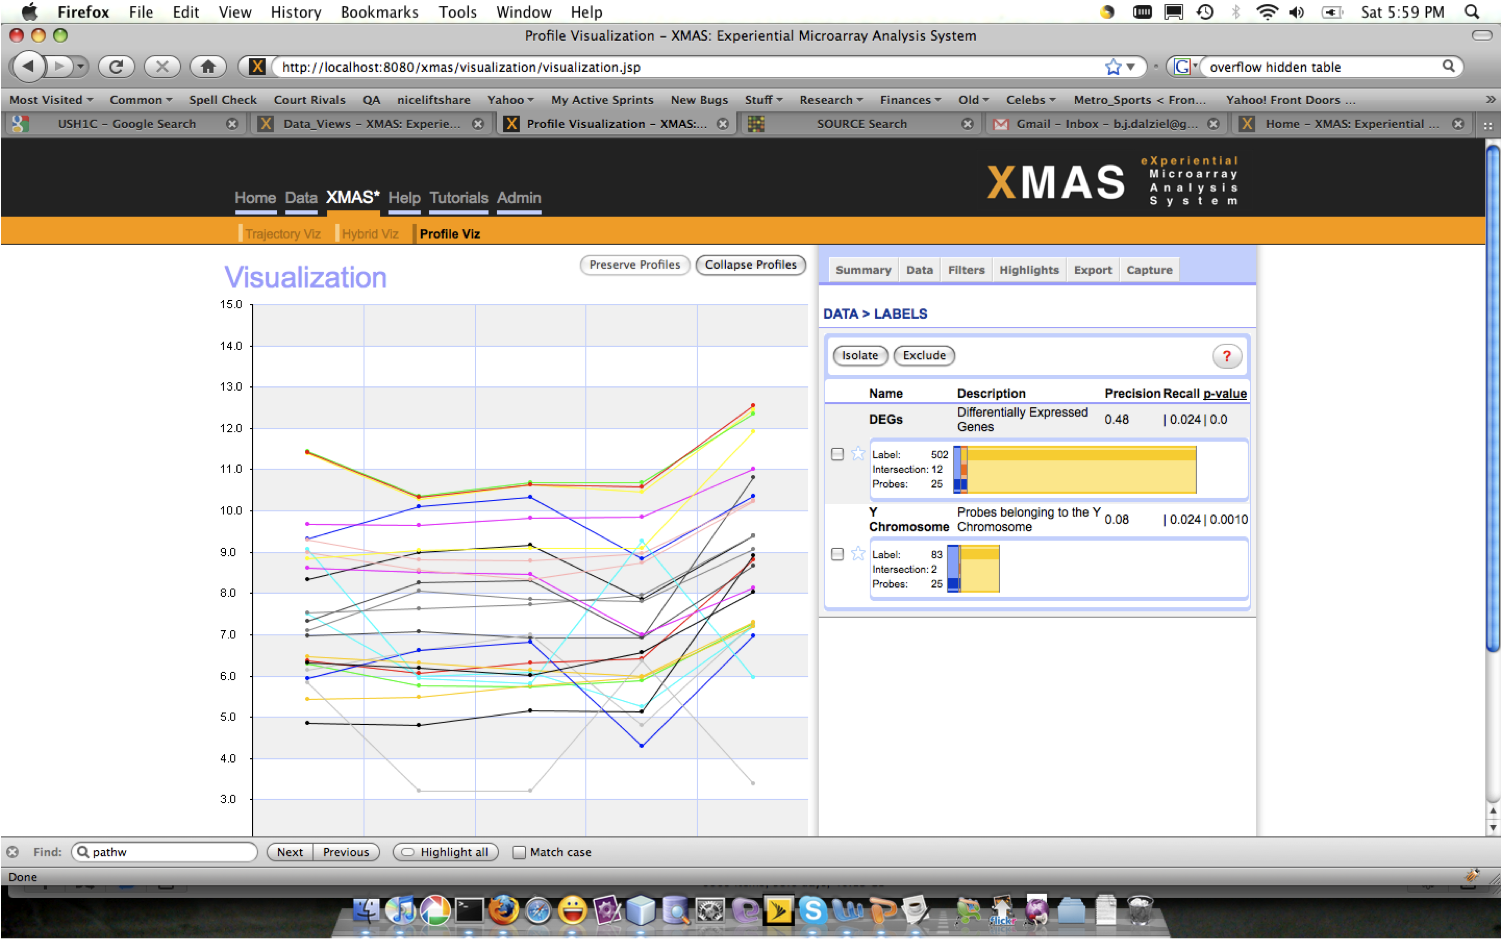 Firefox File Edit View History Bookmarks Tools Window Help Sat 5:59 PM
Profile Visualization – XMAS: Experiential Microarray Analysis System
X http://localhost:8080/xmas/visualization/visualization.jsp G overflow hidden table
Most Visited Common Spell Check Court Rivals QA niceliftshare Yahoo My Active Sprints New Bugs Stuff Research Finances Old Celebs Metro_Sports < Fron... Yahoo! Front Doors ... »
USH1C – Google Search X Data_Views – XMAS: Experie... X Profile Visualization – XMAS:... SOURCE Search Gmail – Inbox – b.j.dalziel@g... X Home – XMAS: Experiential ...
XMAS
eXperiential
Microarray
Analysis
System
Home Data XMAS* Help Tutorials Admin
Trajectory Viz Hybrid Viz Profile Viz
Visualization
Preserve Profiles Collapse Profiles
15.0
14.0
13.0
12.0
11.0
10.0
9.0
8.0
7.0
6.0
5.0
4.0
3.0
Summary Data Filters Highlights Export Capture
DATA > LABELS
Isolate Exclude ?
Name Description Precision Recall p-value
DEGs Differentially Expressed Genes 0.48 | 0.024 | 0.0
Label: 502
Intersection: 12
Probes: 25
Y Chromosome Probes belonging to the Y Chromosome 0.08 | 0.024 | 0.0010
Label: 83
Intersection: 2
Probes: 25
Find: pathw Next Previous Highlight all Match case
Done